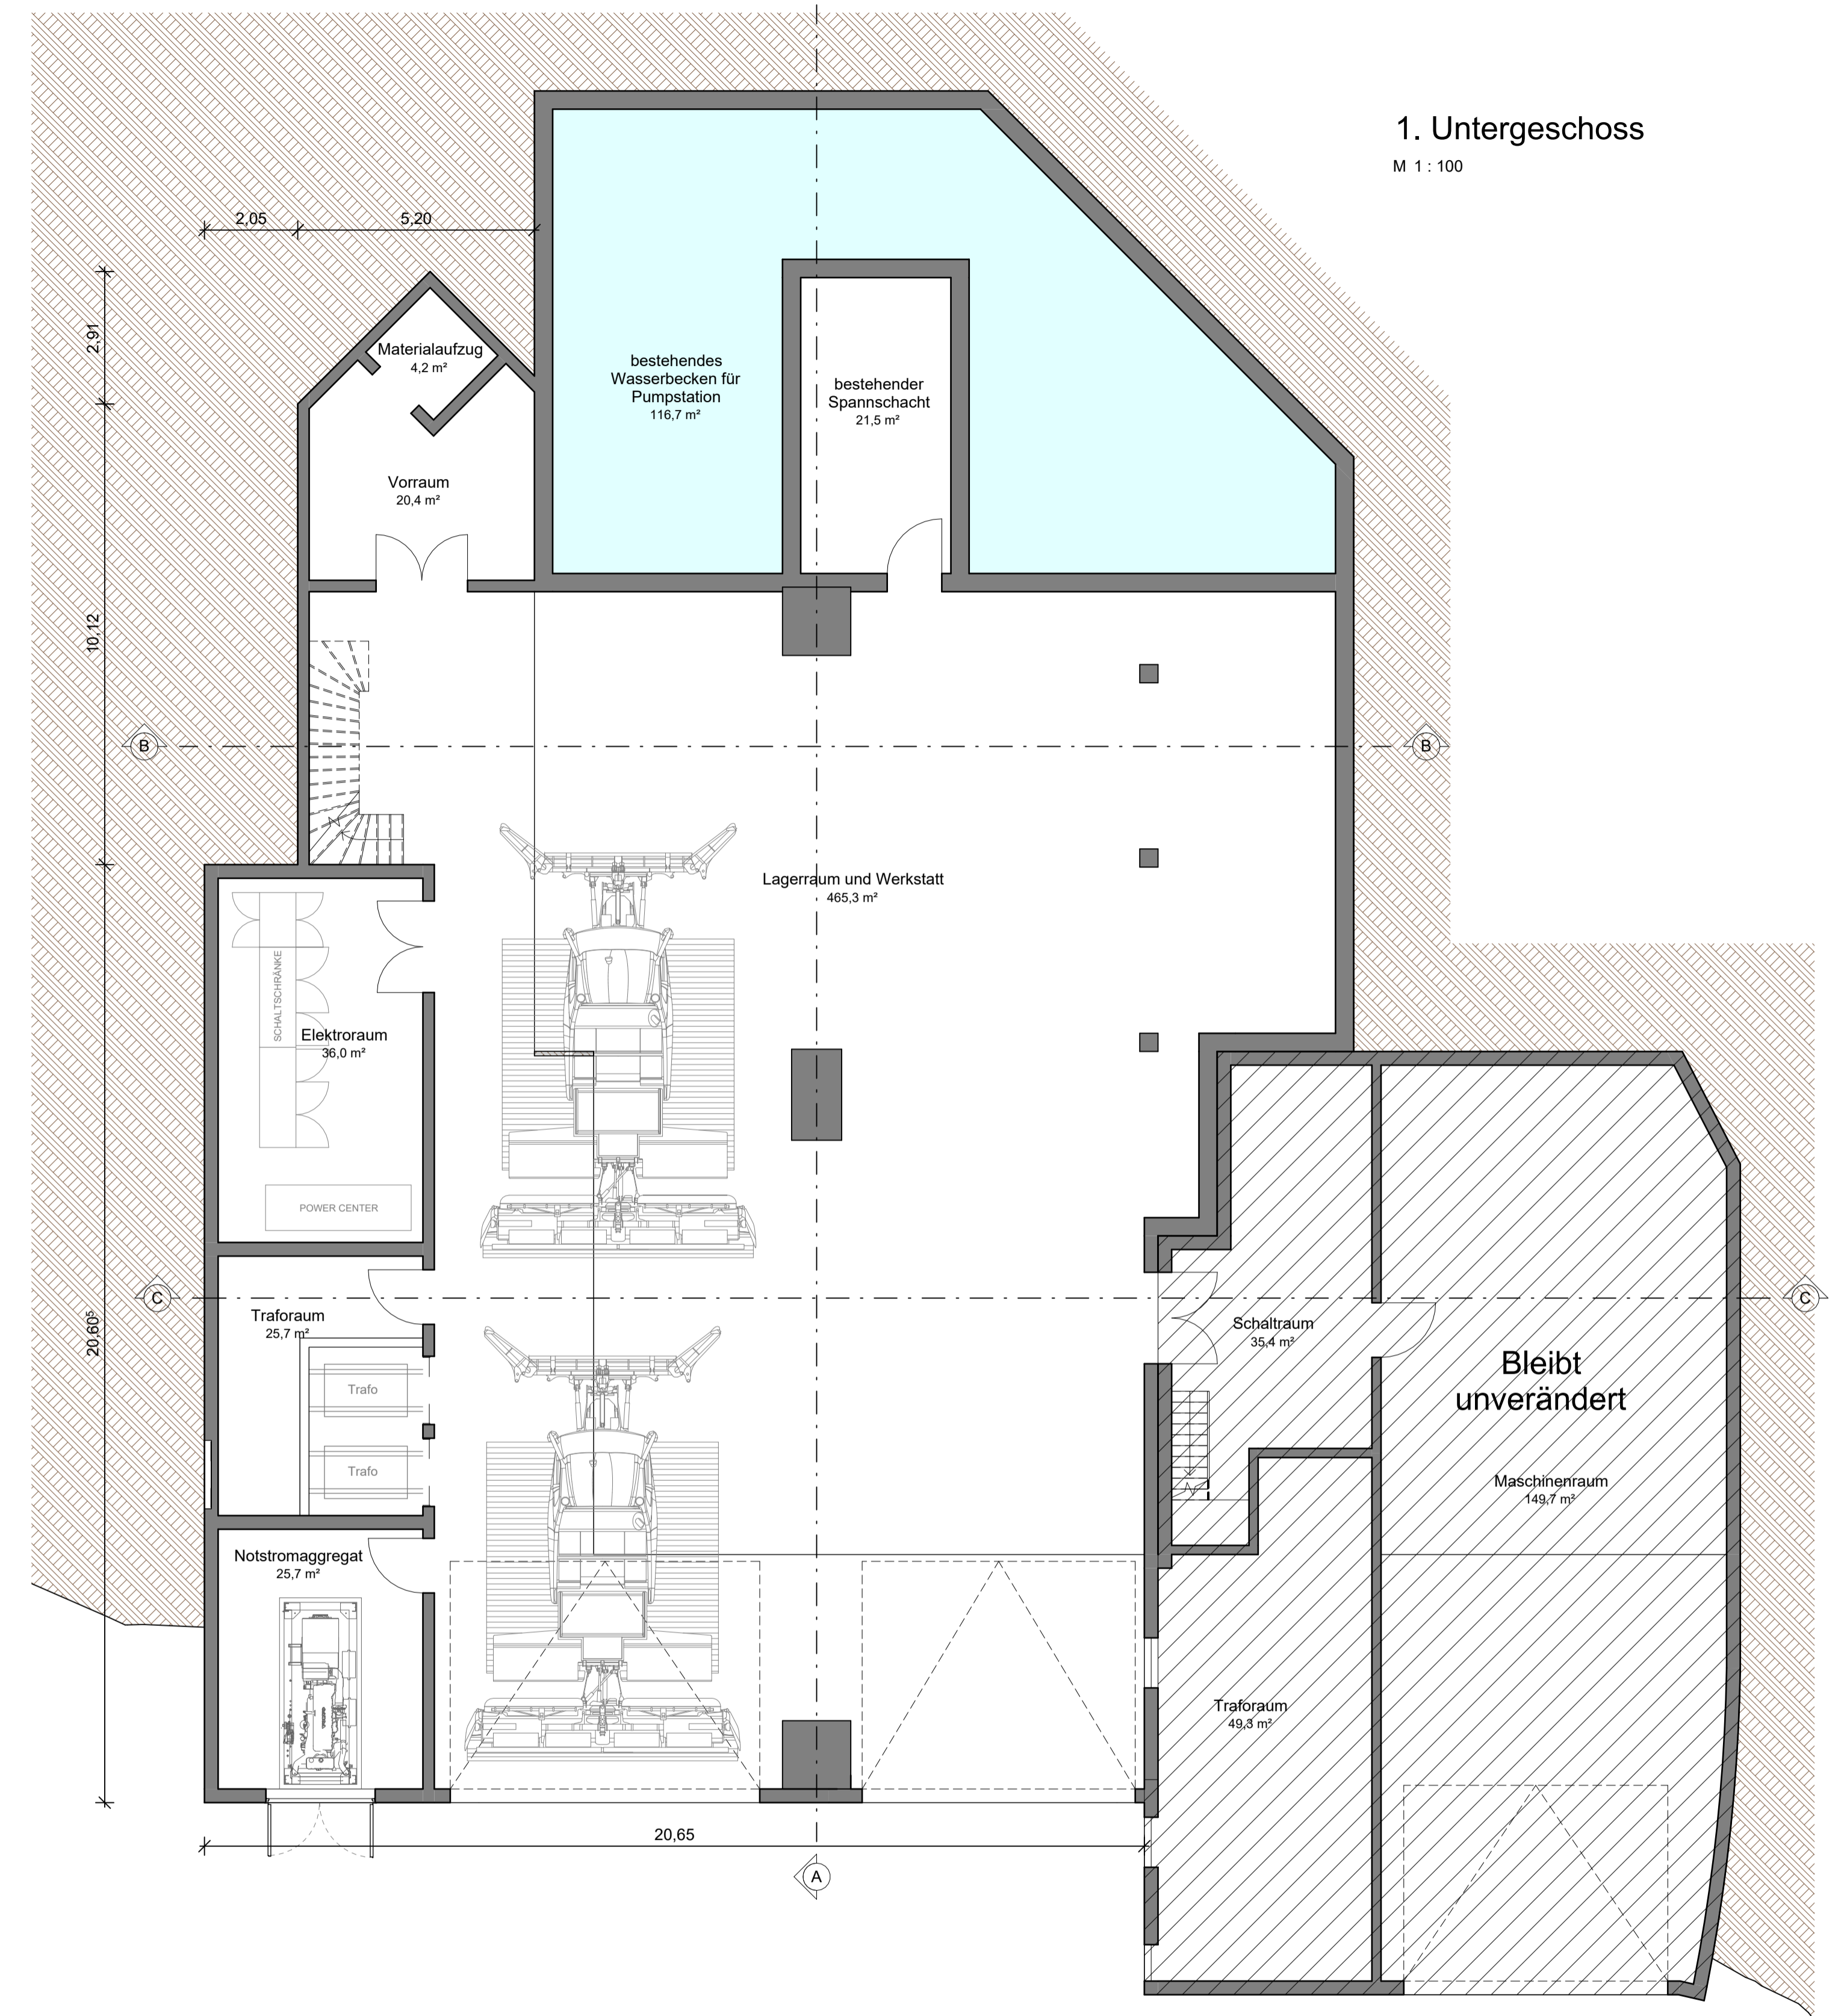 1. Untergeschoss
M 1 : 100
2,05
5,20
2,91
Materialaufzug
4,2 m²
bestehendes
Wasserbecken für
Pumpstation
116,7 m²
bestehender
Spannschacht
21,5 m²
Vorraum
20,4 m²
10,12
B
B
Lagerraum und Werkstatt
465,3 m²
SCHALTSCHRÄNKE
Elektroraum
36,0 m²
POWER CENTER
C
C
Traforaum
25,7 m²
20,60⁵
Schaltraum
35,4 m²
Bleibt
unverändert
Trafo
Trafo
Maschinenraum
149,7 m²
Notstromaggregat
25,7 m²
Traforaum
49,3 m²
20,65
A